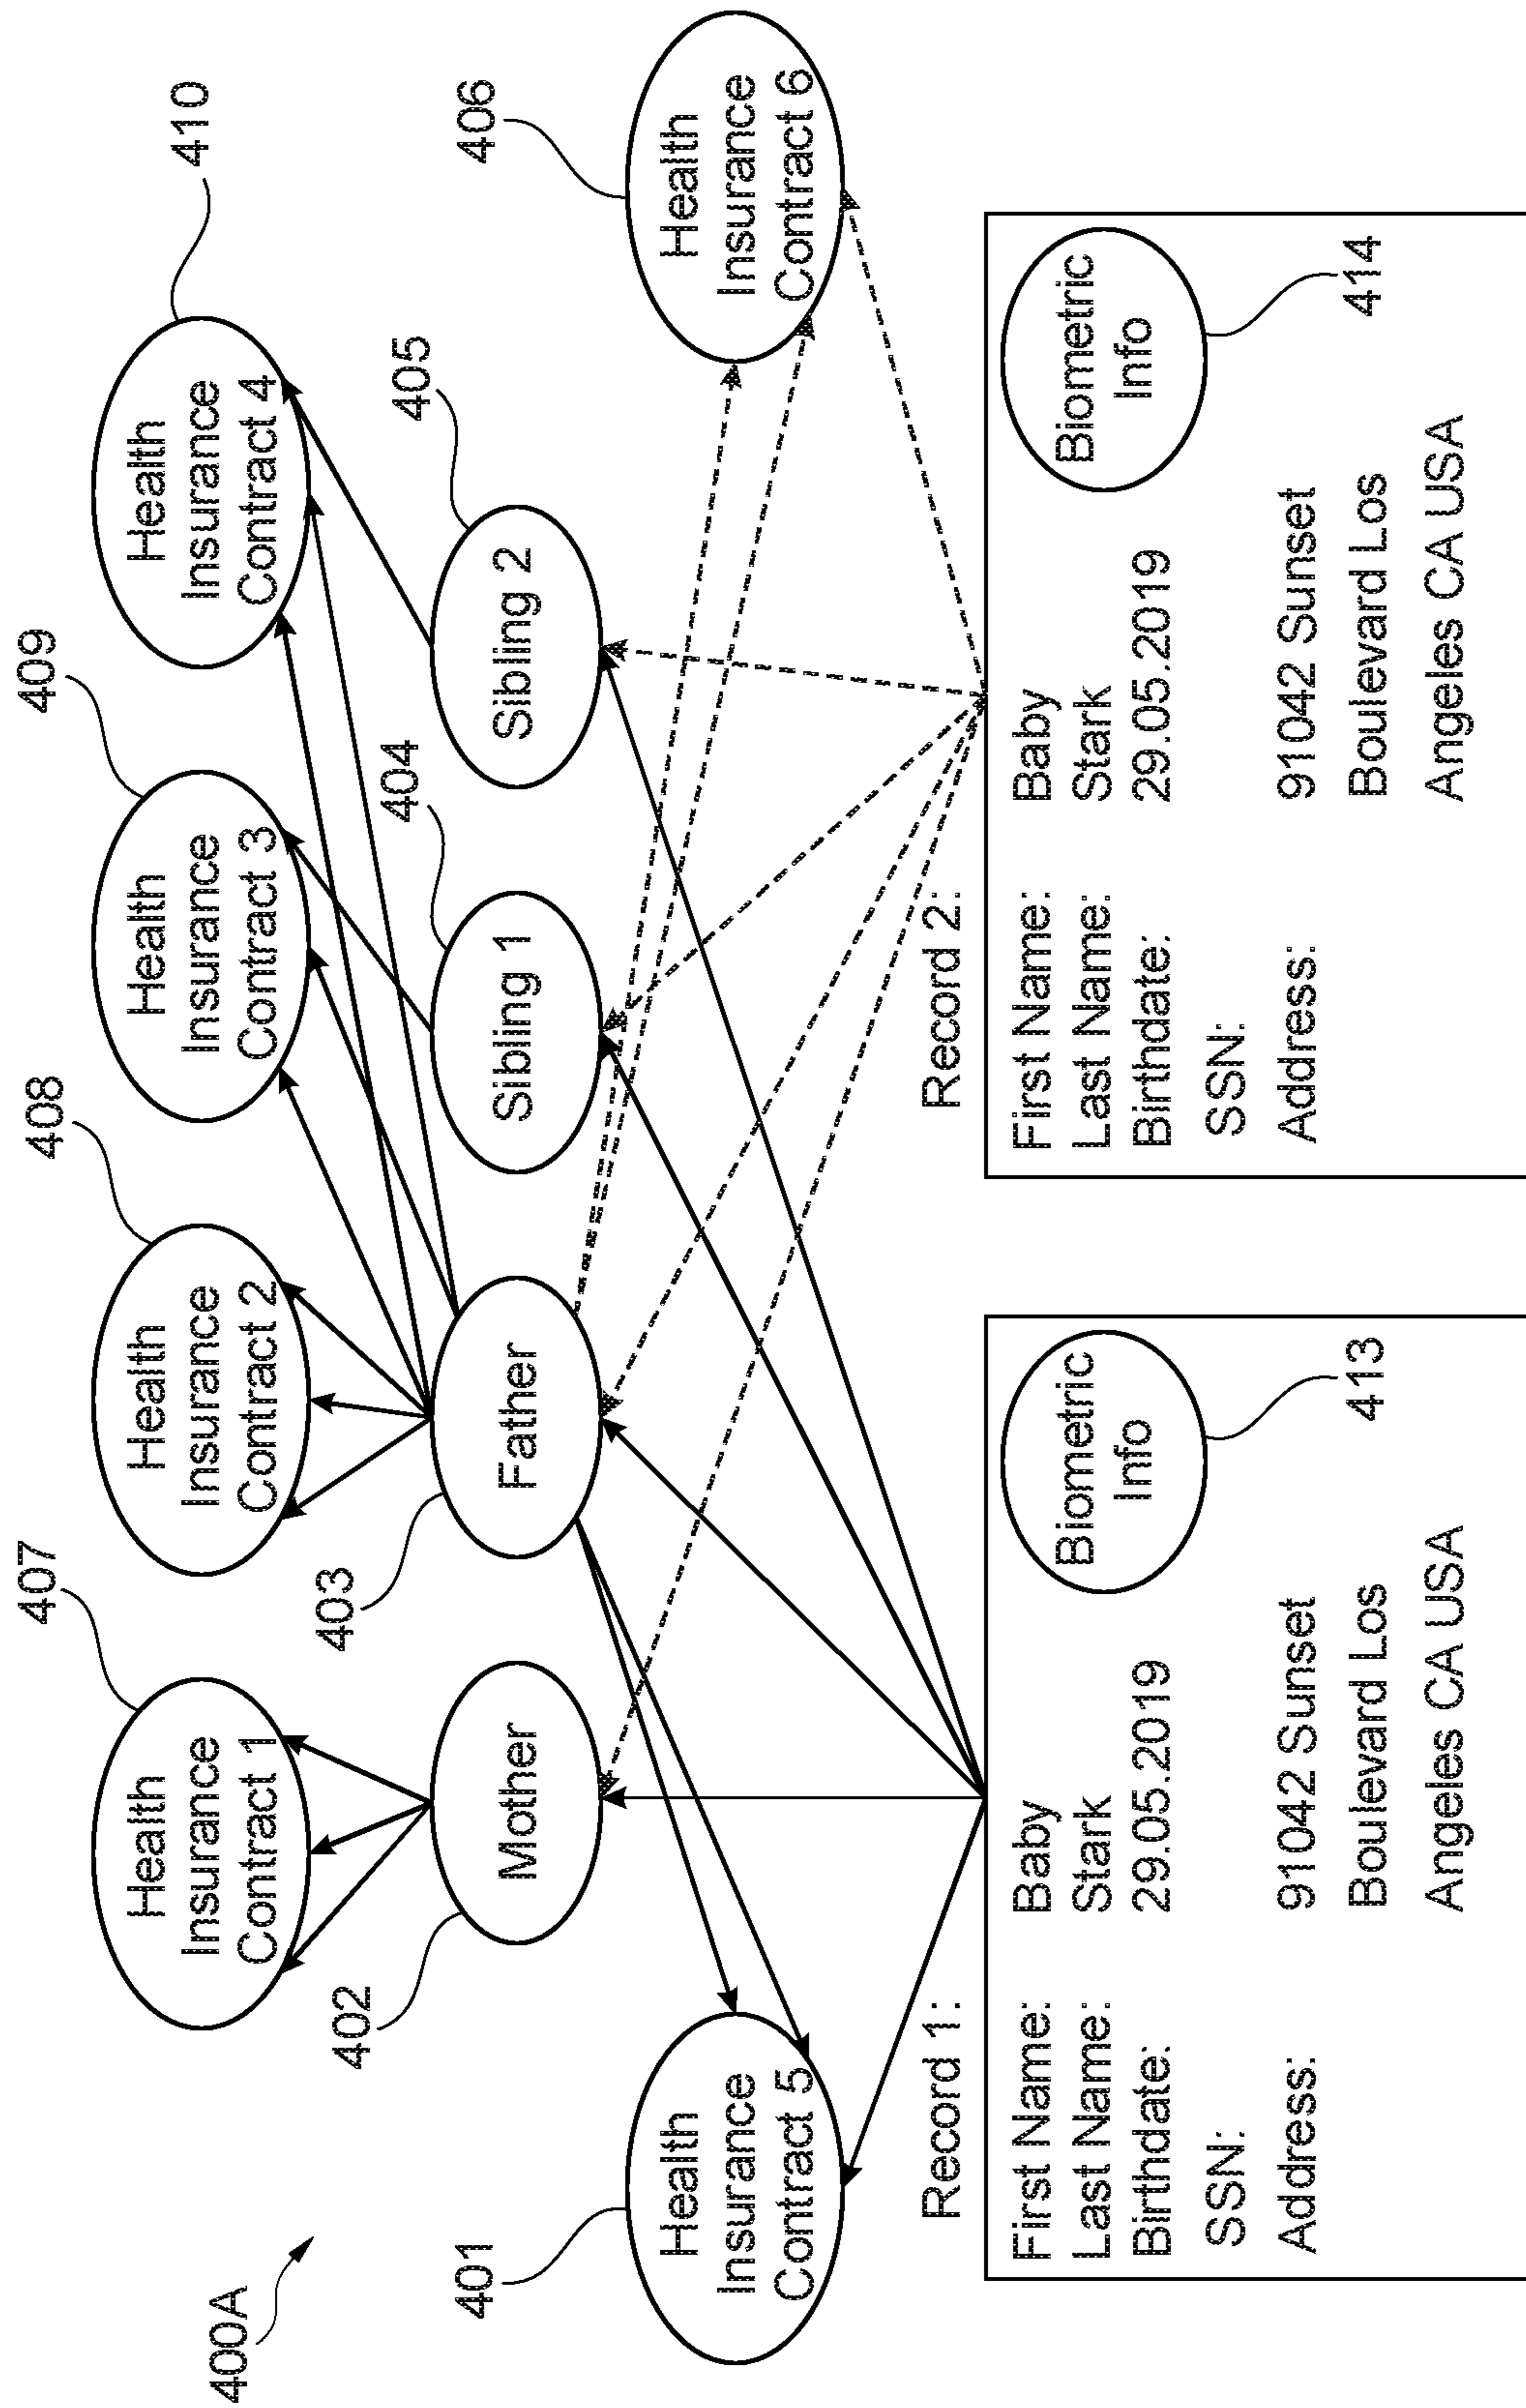 400A
407
408
409
410
Health
Insurance
Contract 1
Health
Insurance
Contract 2
Health
Insurance
Contract 3
Health
Insurance
Contract 4
402
403
404
405
Mother
Father
Sibling 1
Sibling 2
401
406
Health
Insurance
Contract 5
Health
Insurance
Contract 6
Record 1:
First Name: Baby
Last Name: Stark
Birthdate: 29.05.2019
SSN:
Address: 91042 Sunset
Boulevard Los
Angeles CA USA
Biometric
Info
413
Record 2:
First Name: Baby
Last Name: Stark
Birthdate: 29.05.2019
SSN:
Address: 91042 Sunset
Boulevard Los
Angeles CA USA
Biometric
Info
414